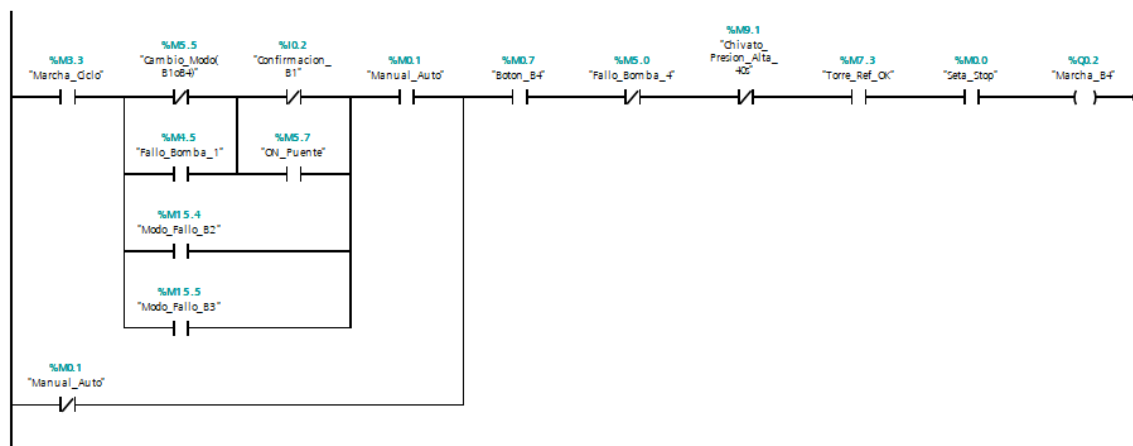 %M3.3
"Marcha_Ciclo"
%M5.5
"Cambio_Modo(
B1oB4)"
%I0.2
"Confirmacion_
B1"
%M0.1
"Manual_Auto"
%M0.7
"Boton_B4"
%M5.0
"Fallo_Bomba_4"
%M9.1
"Chivato_
Presion_Alta_
40s"
%M7.3
"Torre_Ref_OK"
%M0.0
"Seta_Stop"
%Q0.2
"Marcha_B4"
%M4.5
"Fallo_Bomba_1"
%M5.7
"ON_Puente"
%M15.4
"Modo_Fallo_B2"
%M15.5
"Modo_Fallo_B3"
%M0.1
"Manual_Auto"